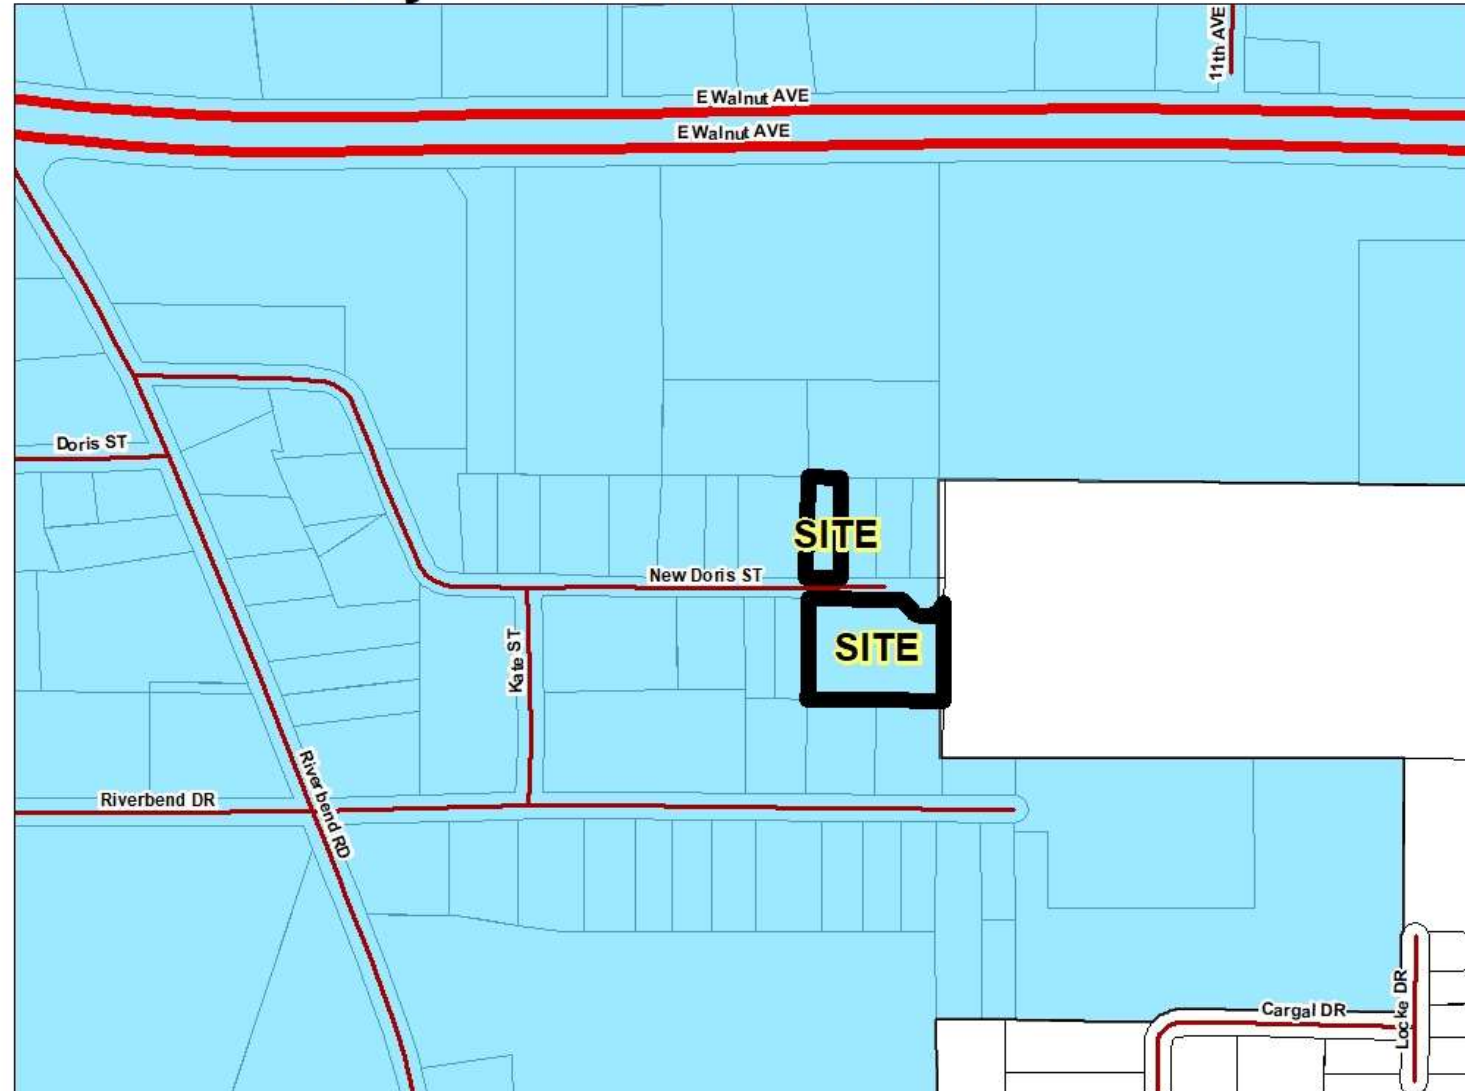 11th AVE
E Walnut AVE
E Walnut AVE
Doris ST
SITE
New Doris ST
SITE
Kate ST
Riverbend RD
Riverbend DR
Locke DR
Cargal DR